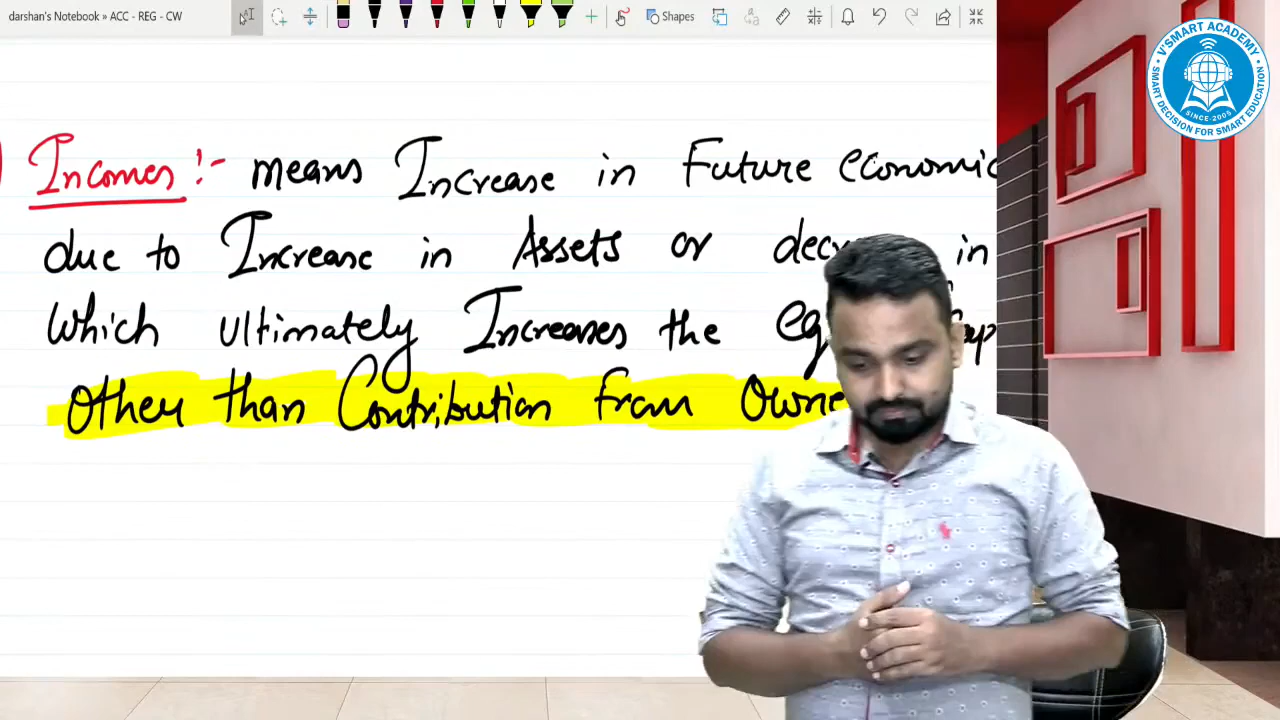 darshan's Notebook » ACC - REG - CW
Shapes
V'SMART ACADEMY
SINCE-2005
SMART DECISION FOR SMART EDUCATION
Incomes :- means Increase in Future economic
due to Increase in Assets or in
Which ultimately Increases the
Other than Contribution from